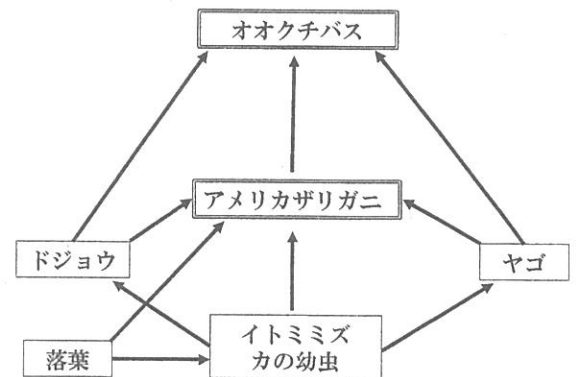 オオクチバス
アメリカザリガニ
ドジョウ
ヤゴ
イトミミズ
カの幼虫
落葉